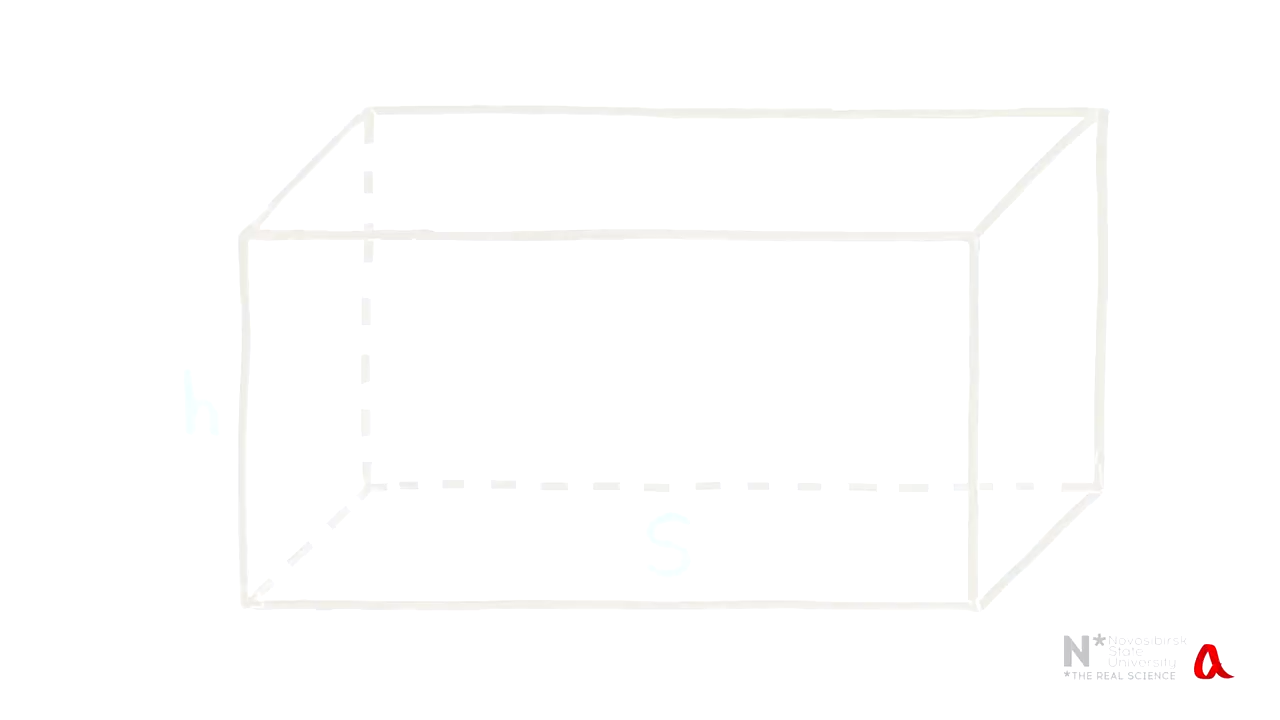 h
S
N* Novosibirsk
State
University
*THE REAL SCIENCE
a